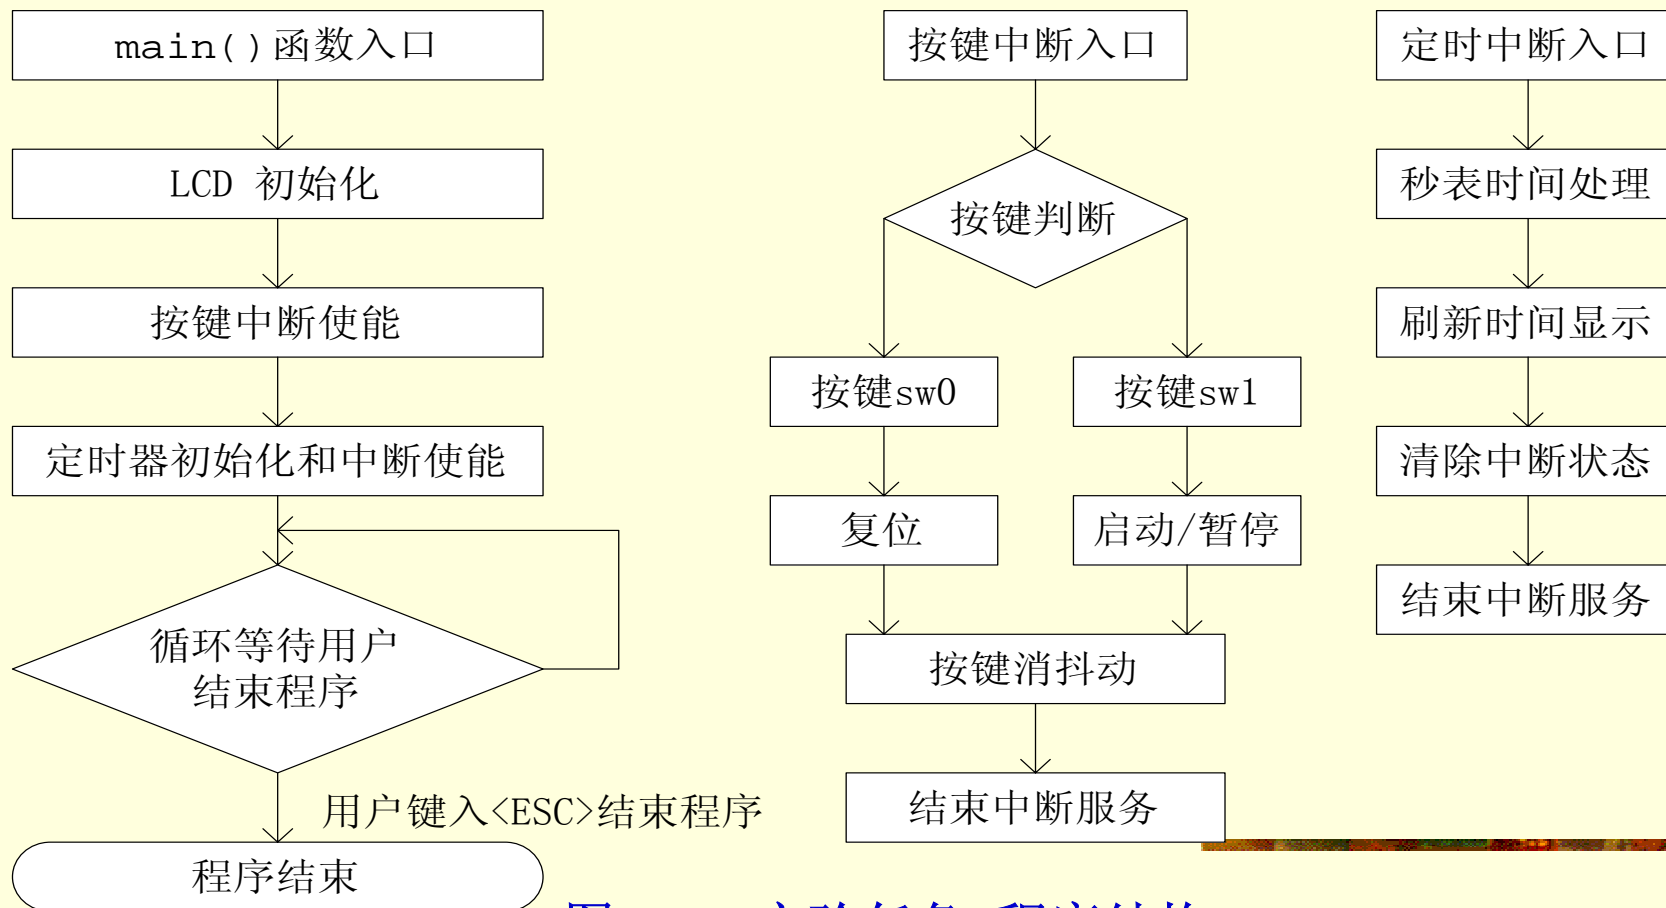 main()函数入口
LCD 初始化
按键中断使能
定时器初始化和中断使能
循环等待用户
结束程序
用户键入<ESC>结束程序
程序结束
按键中断入口
按键判断
按键sw0
按键sw1
复位
启动/暂停
按键消抖动
结束中断服务
定时中断入口
秒表时间处理
刷新时间显示
清除中断状态
结束中断服务